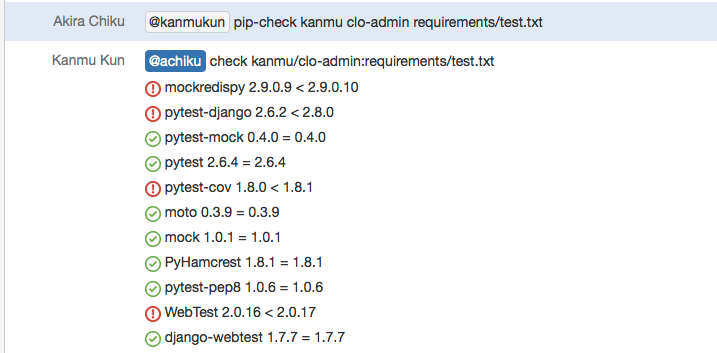 Akira Chiku @kanmukun pip-check kanmu clo-admin requirements/test.txt
Kanmu Kun @achiku check kanmu/clo-admin:requirements/test.txt
mockredispy 2.9.0.9 < 2.9.0.10
pytest-django 2.6.2 < 2.8.0
pytest-mock 0.4.0 = 0.4.0
pytest 2.6.4 = 2.6.4
pytest-cov 1.8.0 < 1.8.1
moto 0.3.9 = 0.3.9
mock 1.0.1 = 1.0.1
PyHamcrest 1.8.1 = 1.8.1
pytest-pep8 1.0.6 = 1.0.6
WebTest 2.0.16 < 2.0.17
django-webtest 1.7.7 = 1.7.7